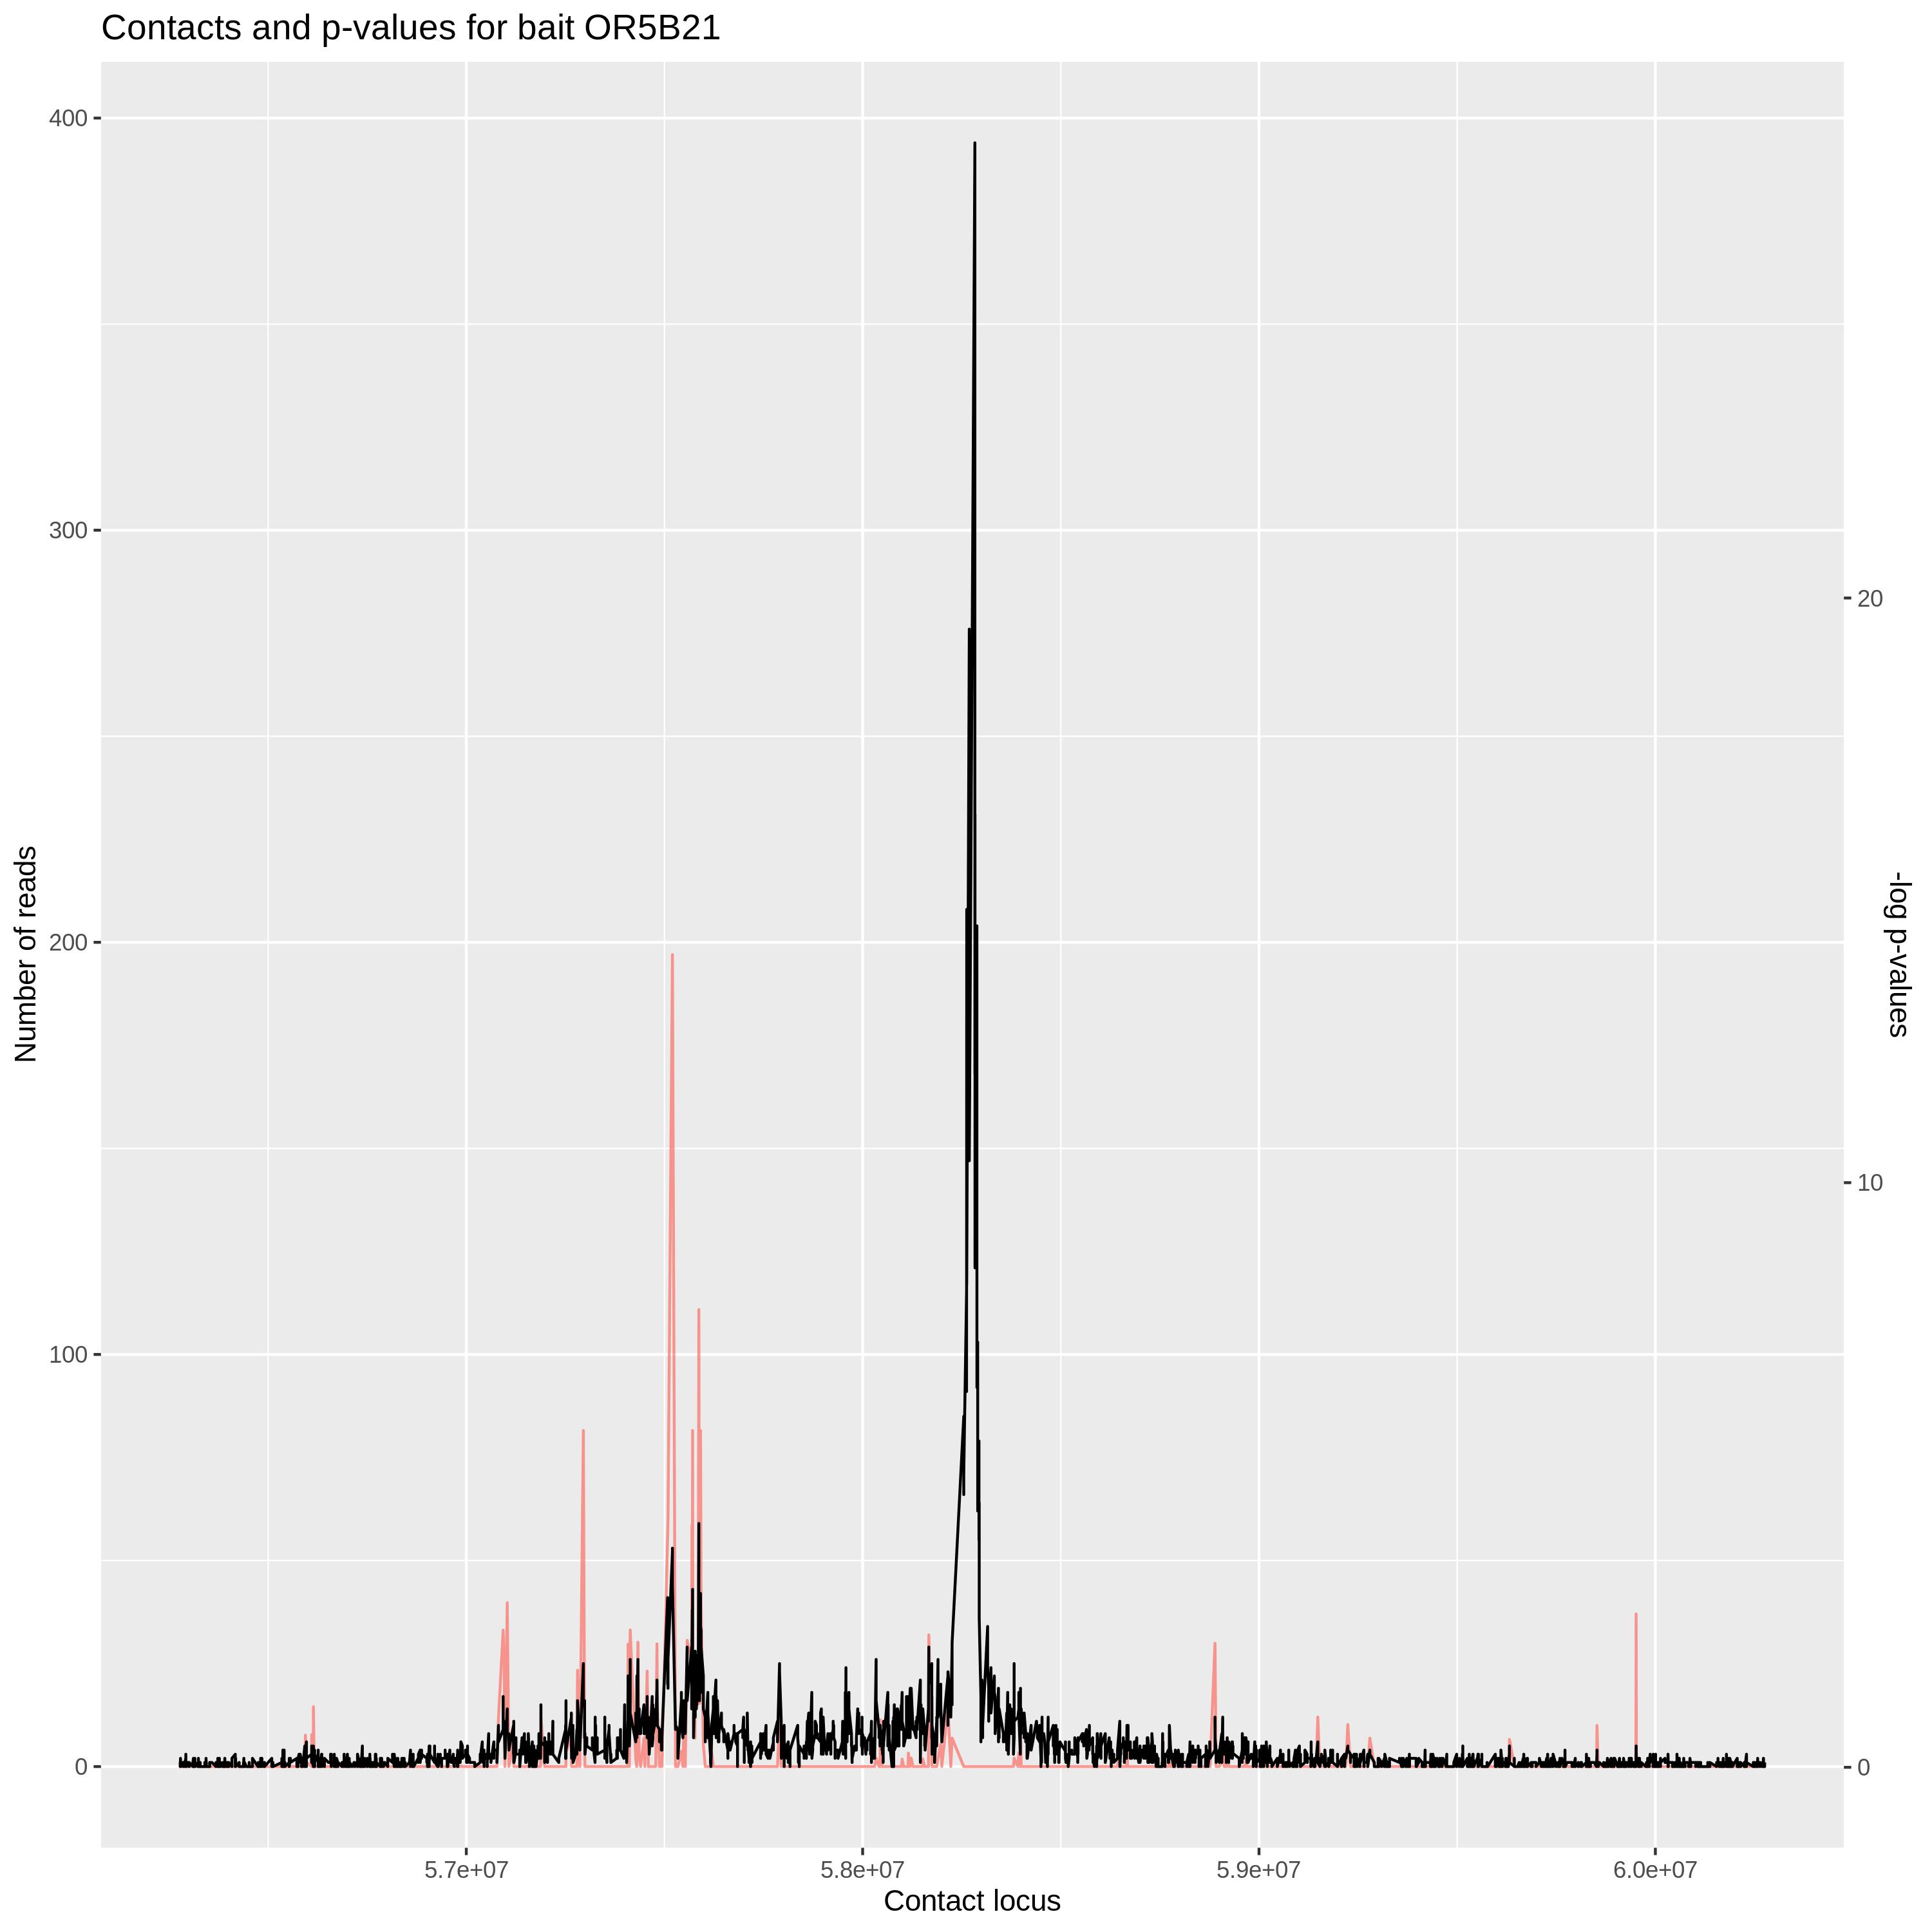 Contacts and p-values for bait OR5B21
400
300
200
100
0
Number of reads
20
10
0
-log p-values
5.7e+07
5.8e+07
5.9e+07
6.0e+07
Contact locus